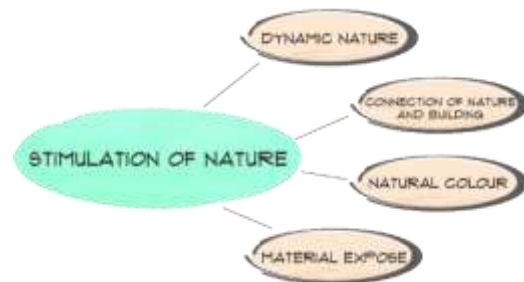 DYNAMIC NATURE
CONNECTION OF NATURE
AND BUILDING
STIMULATION OF NATURE
NATURAL COLOUR
MATERIAL EXPOSE